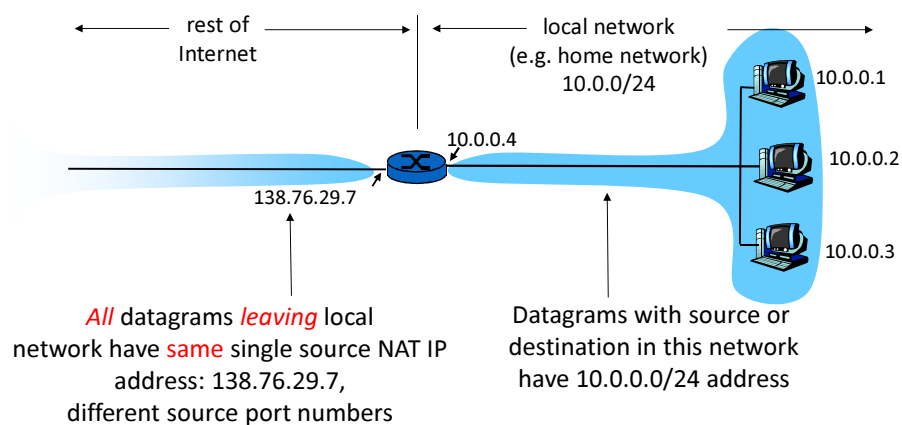 rest of
Internet
local network
(e.g. home network)
10.0.0/24
10.0.0.1
10.0.0.4
10.0.0.2
138.76.29.7
10.0.0.3
All datagrams leaving local
network have same single source NAT IP
address: 138.76.29.7,
different source port numbers
Datagrams with source or
destination in this network
have 10.0.0.0/24 address